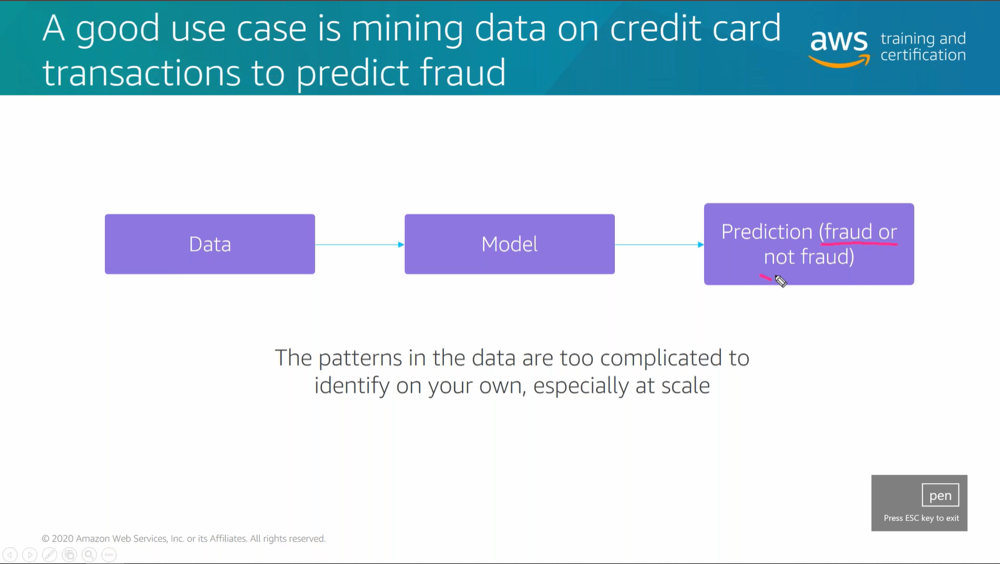 A good use case is mining data on credit card
transactions to predict fraud
aws
training and
certification
Data
Model
Prediction (fraud or
not fraud)
The patterns in the data are too complicated to
identify on your own, especially at scale
pen
Press ESC key to exit
© 2020 Amazon Web Services, Inc. or its Affiliates. All rights reserved.